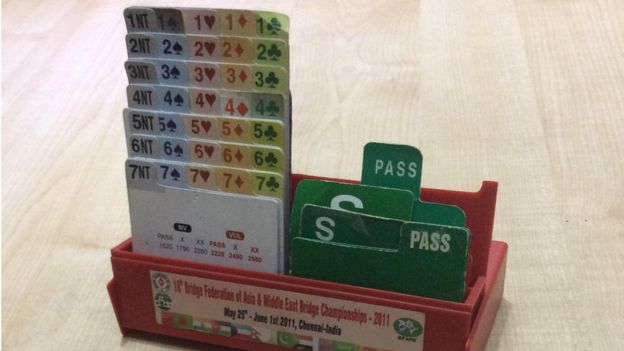 1NT 1♠ 1♥ 1♦ 1♣
2NT 2♠ 2♥ 2♦ 2♣
3NT 3♠ 3♥ 3♦ 3♣
4NT 4♠ 4♥ 4♦ 4♣
5NT 5♠ 5♥ 5♦ 5♣
6NT 6♠ 6♥ 6♦ 6♣
7NT 7♠ 7♥ 7♦ 7♣
NV VUL
PASS X XX PASS X XX
1520 1790 2280 2220 2490 2980
PASS
S
S PASS
Bridge Federation of Asia & Middle East Bridge Championships - 2011
May 25th - June 1st 2011, Chennai-India